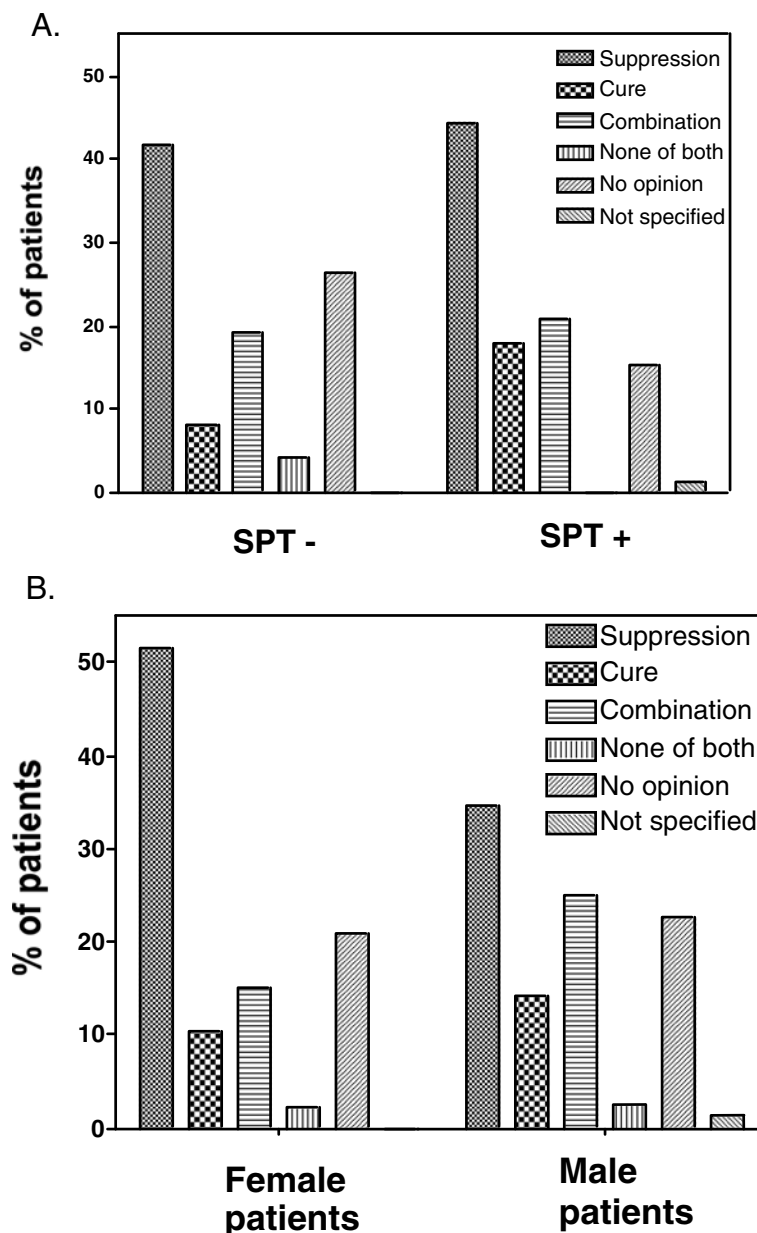 A.
% of patients
50
40
30
20
10
0
Suppression
Cure
Combination
None of both
No opinion
Not specified
SPT -
SPT +
B.
% of patients
50
40
30
20
10
0
Suppression
Cure
Combination
None of both
No opinion
Not specified
Female
patients
Male
patients